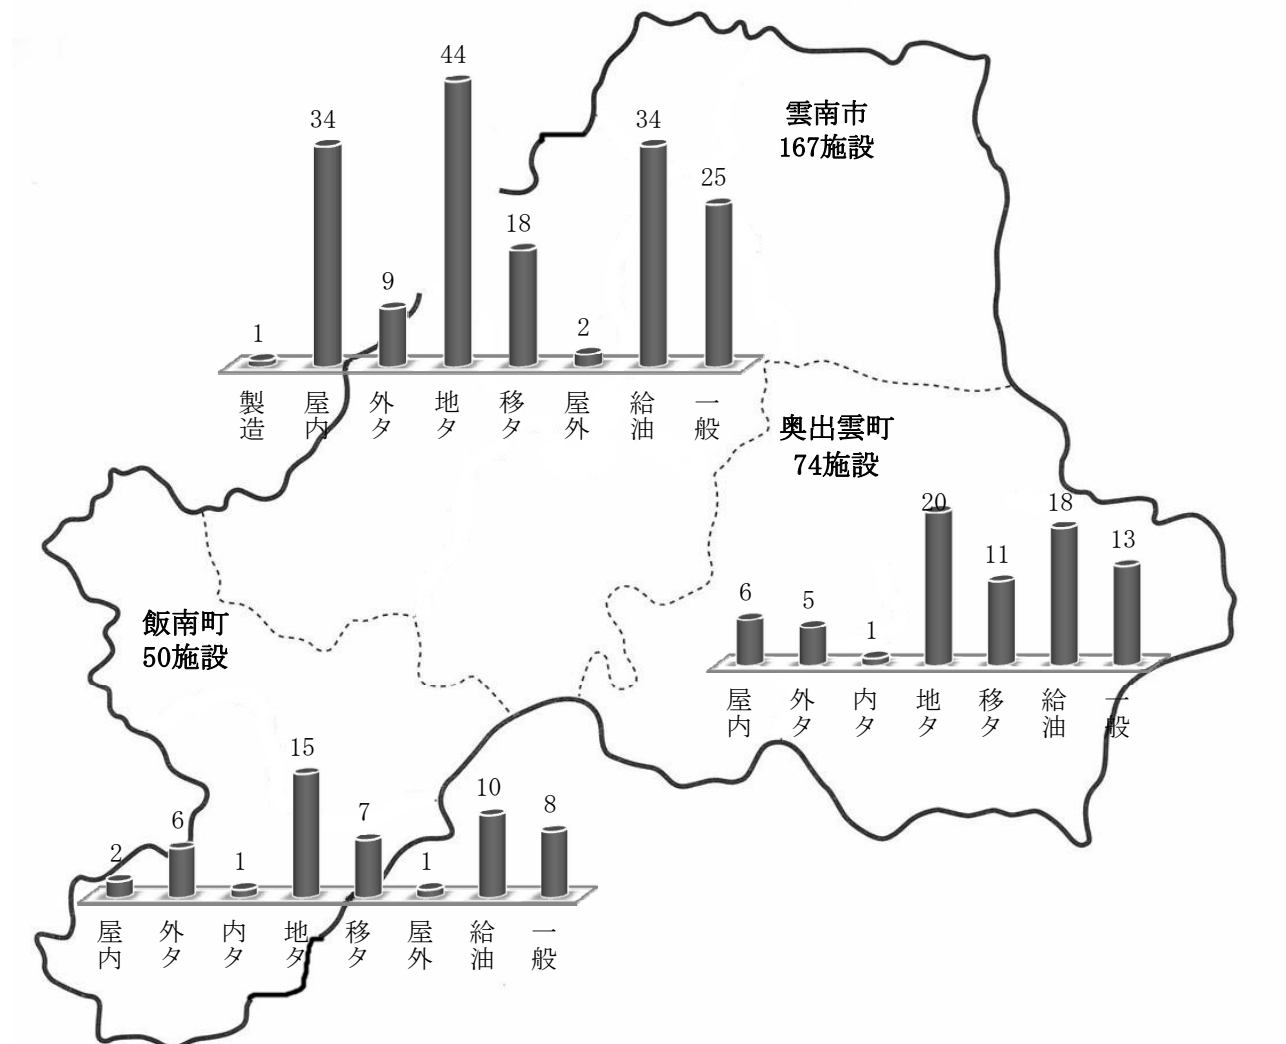 雲南市
167施設
1
34
9
44
18
2
34
25
製造
屋内
外タ
地タ
移タ
屋外
給油
一般
奥出雲町
74施設
6
5
1
20
11
18
13
屋内
外タ
内タ
地タ
移タ
給油
一般
飯南町
50施設
2
6
1
15
7
1
10
8
屋内
外タ
内タ
地タ
移タ
屋外
給油
一般